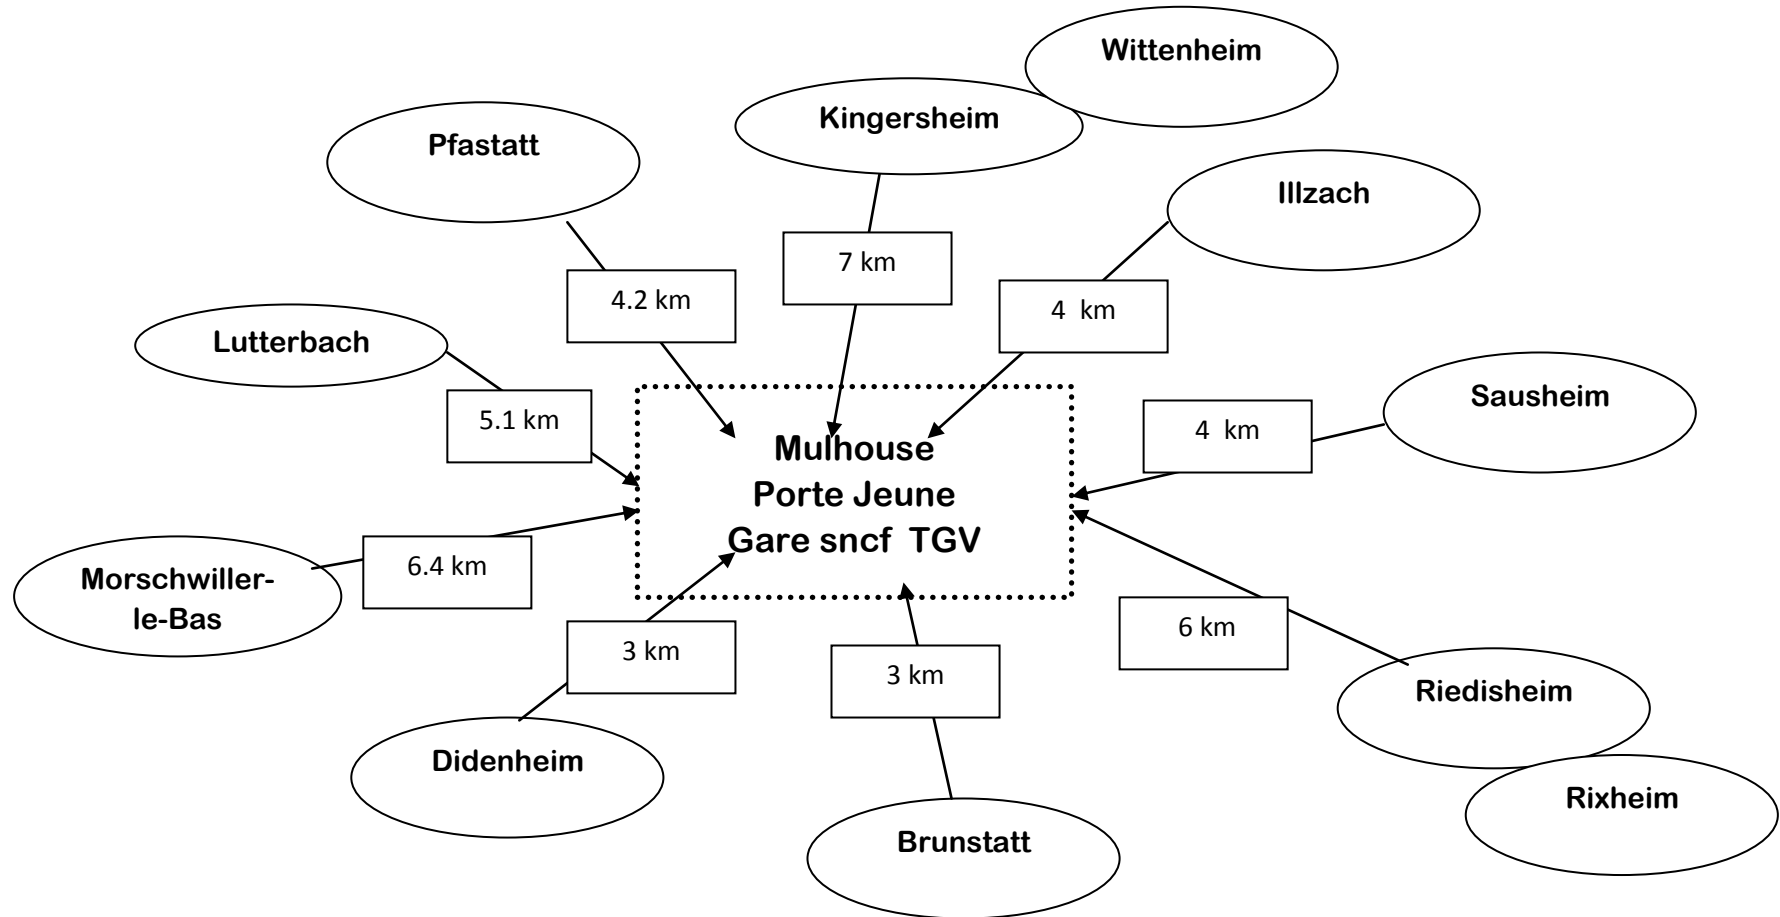 Wittenheim
Kingersheim
Pfastatt
Illzach
7 km
4.2 km
4 km
Lutterbach
Sausheim
5.1 km
4 km
Mulhouse
Porte Jeune
Gare sncf TGV
6.4 km
Morschwiller-
le-Bas
6 km
3 km
3 km
Riedisheim
Didenheim
Rixheim
Brunstatt